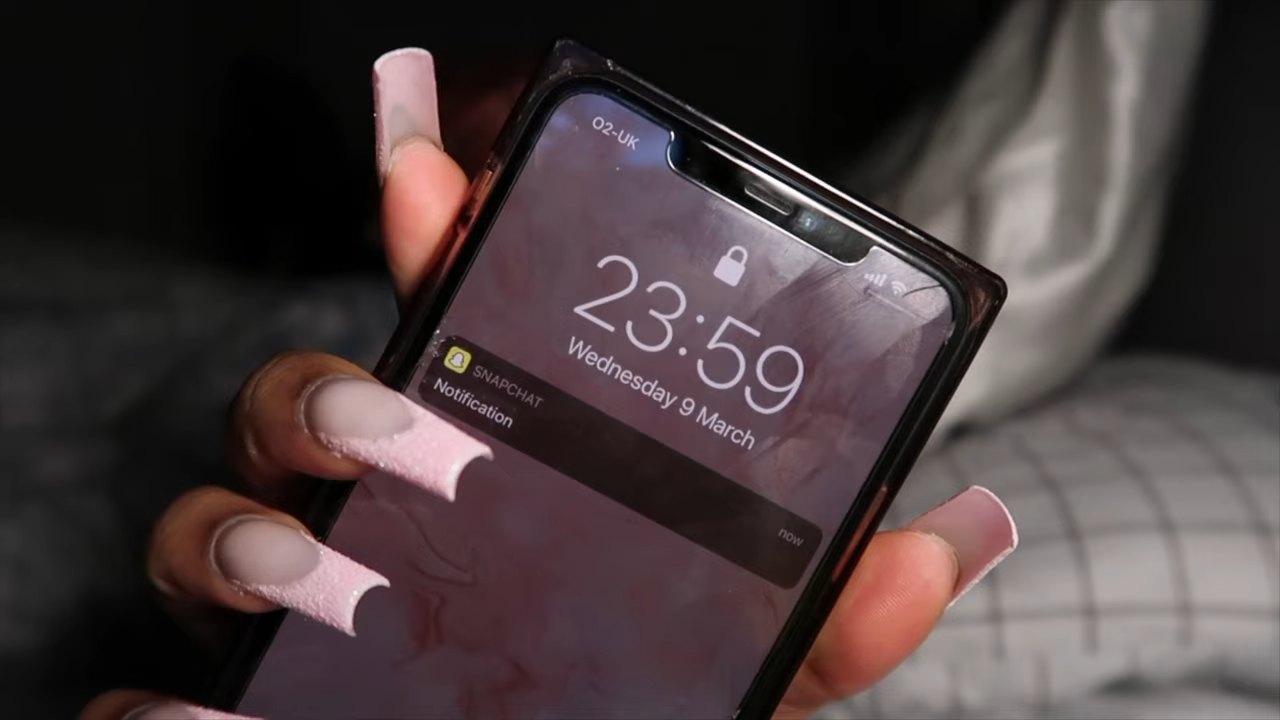 O2-UK
23:59
Wednesday 9 March
SNAPCHAT
Notification
now